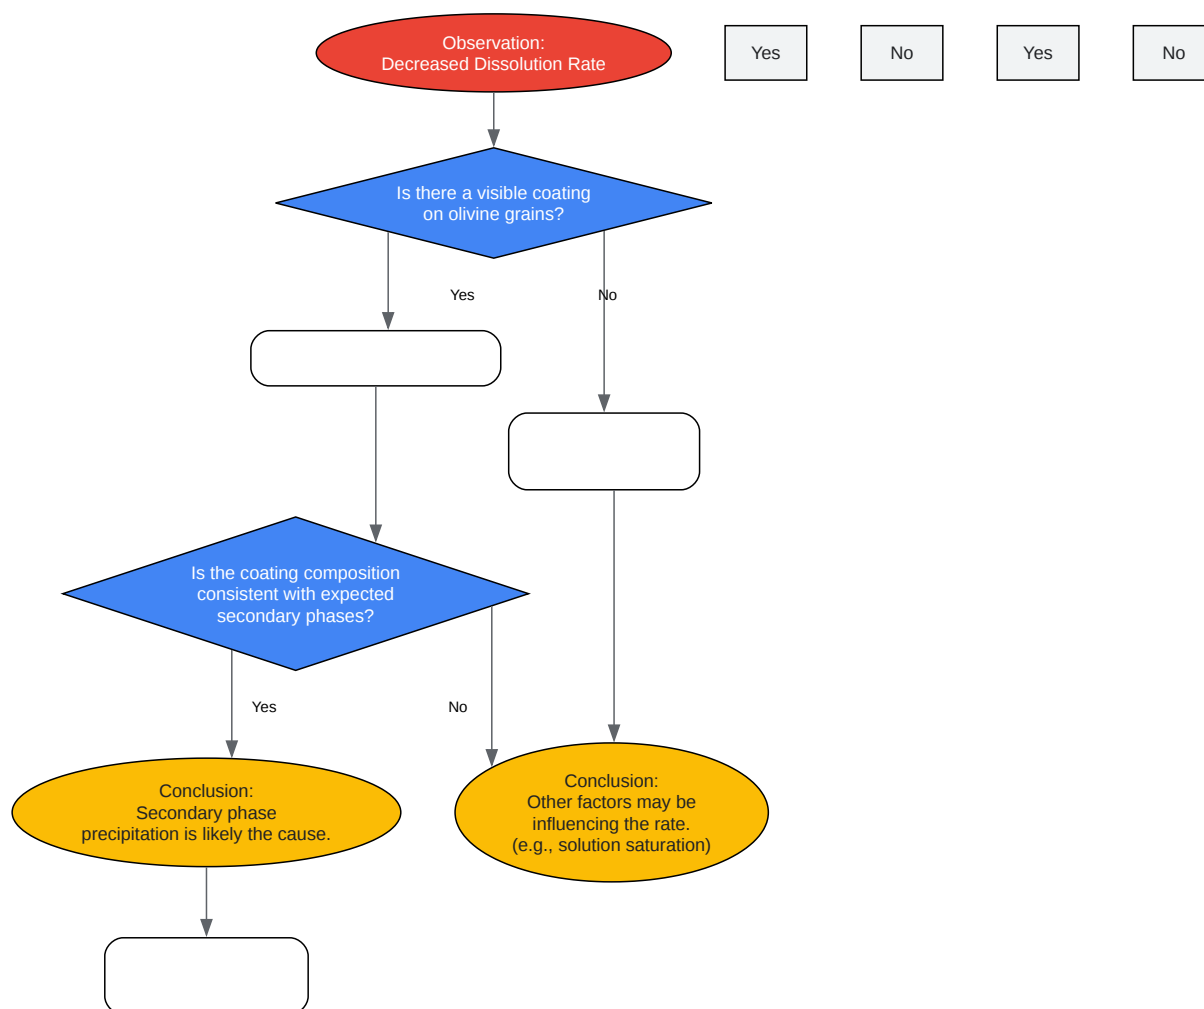 Observation:
Decreased Dissolution Rate
Yes
No
Yes
No
Is there a visible coating
on olivine grains?
Yes
No
Is the coating composition
consistent with expected
secondary phases?
Yes
No
Conclusion:
Secondary phase
precipitation is likely the cause.
Conclusion:
Other factors may be
influencing the rate.
(e.g., solution saturation)